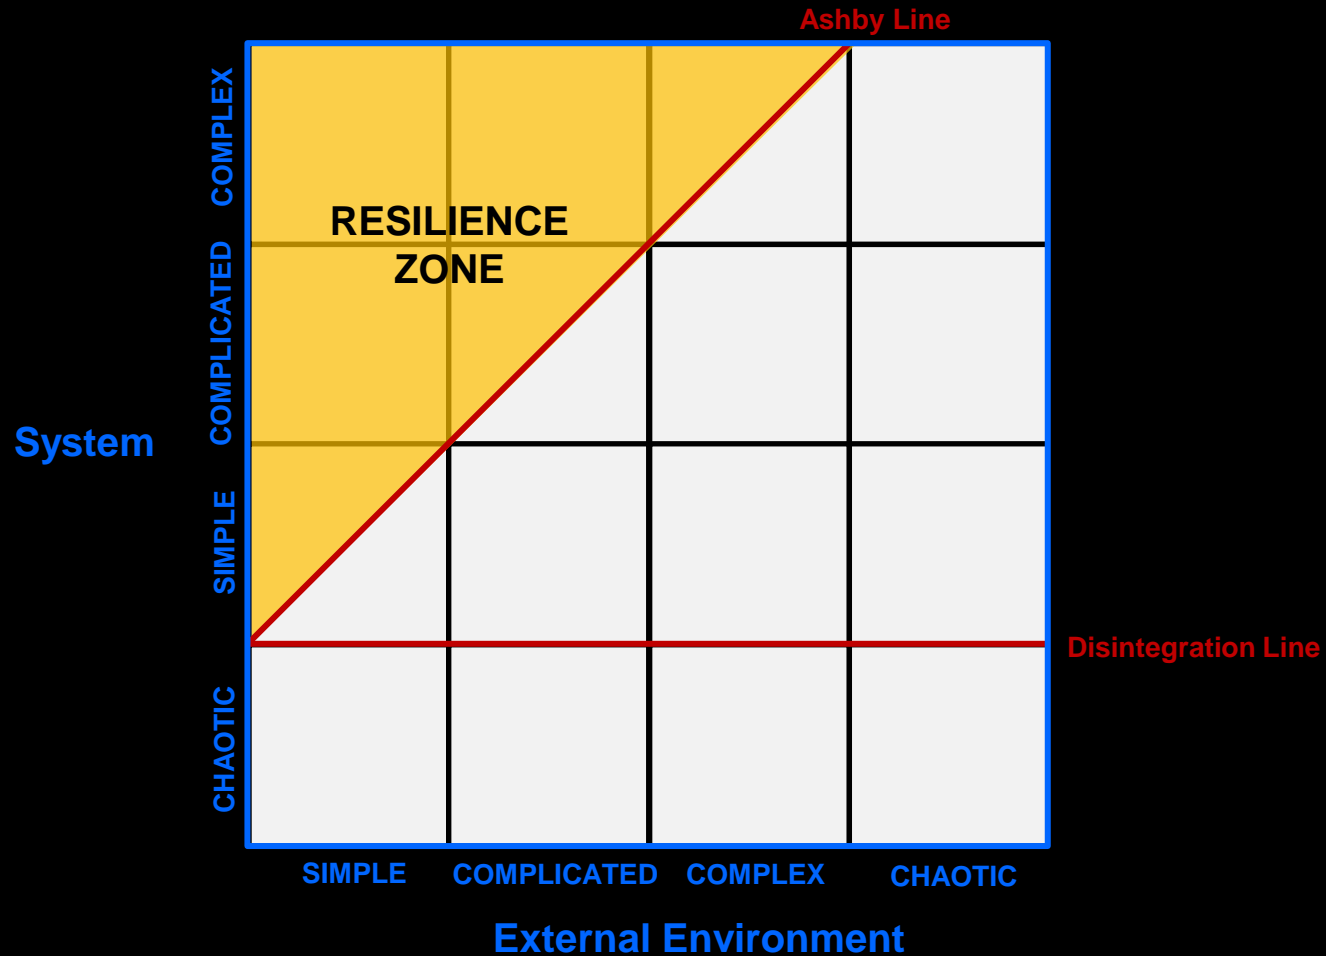 Ashby Line
COMPLEX
RESILIENCE
ZONE
COMPLICATED
System
SIMPLE
Disintegration Line
CHAOTIC
SIMPLE
COMPLICATED
COMPLEX
CHAOTIC
External Environment